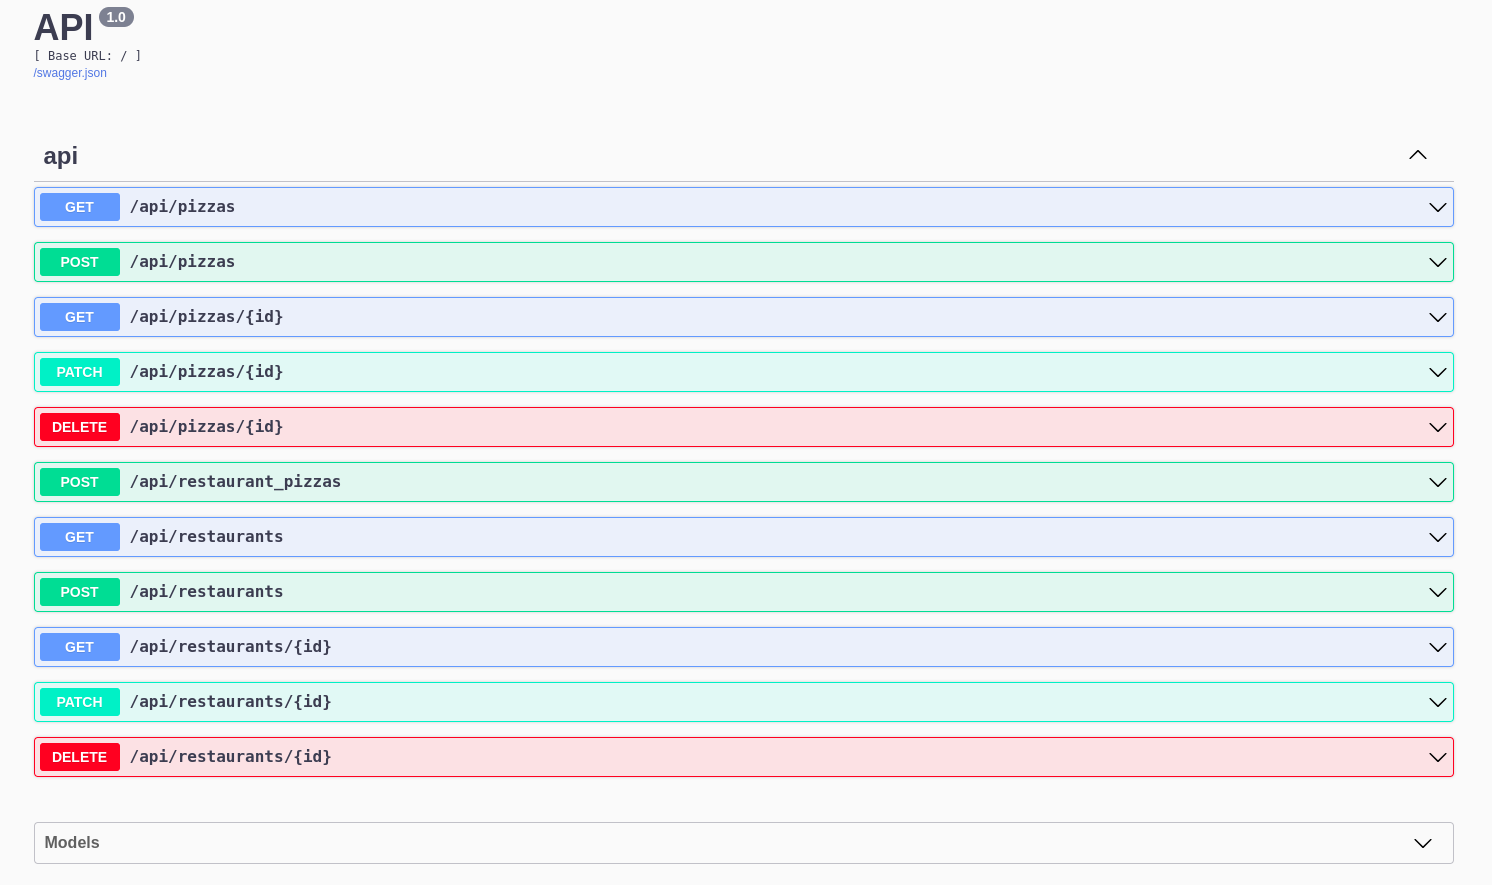 API 1.0
[ Base URL: / ]
/swagger.json
api
GET /api/pizzas
POST /api/pizzas
GET /api/pizzas/{id}
PATCH /api/pizzas/{id}
DELETE /api/pizzas/{id}
POST /api/restaurant_pizzas
GET /api/restaurants
POST /api/restaurants
GET /api/restaurants/{id}
PATCH /api/restaurants/{id}
DELETE /api/restaurants/{id}
Models